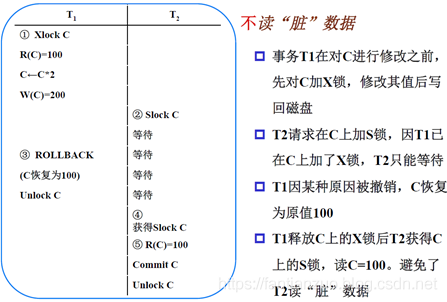 T1 T2
① Xlock C
R(C)=100
C←C*2
W(C)=200
② Slock C
等待
③ ROLLBACK 等待
(C恢复为100) 等待
Unlock C 等待
④
获得Slock C
⑤ R(C)=100
Commit C
Unlock C
不读“脏”数据
事务T1在对C进行修改之前，
先对C加X锁，修改其值后写
回磁盘
T2请求在C上加S锁，因T1已
在C上加了X锁，T2只能等待
T1因某种原因被撤销，C恢复
为原值100
T1释放C上的X锁后T2获得C
上的S锁，读C=100。避免了
T2读“脏”数据